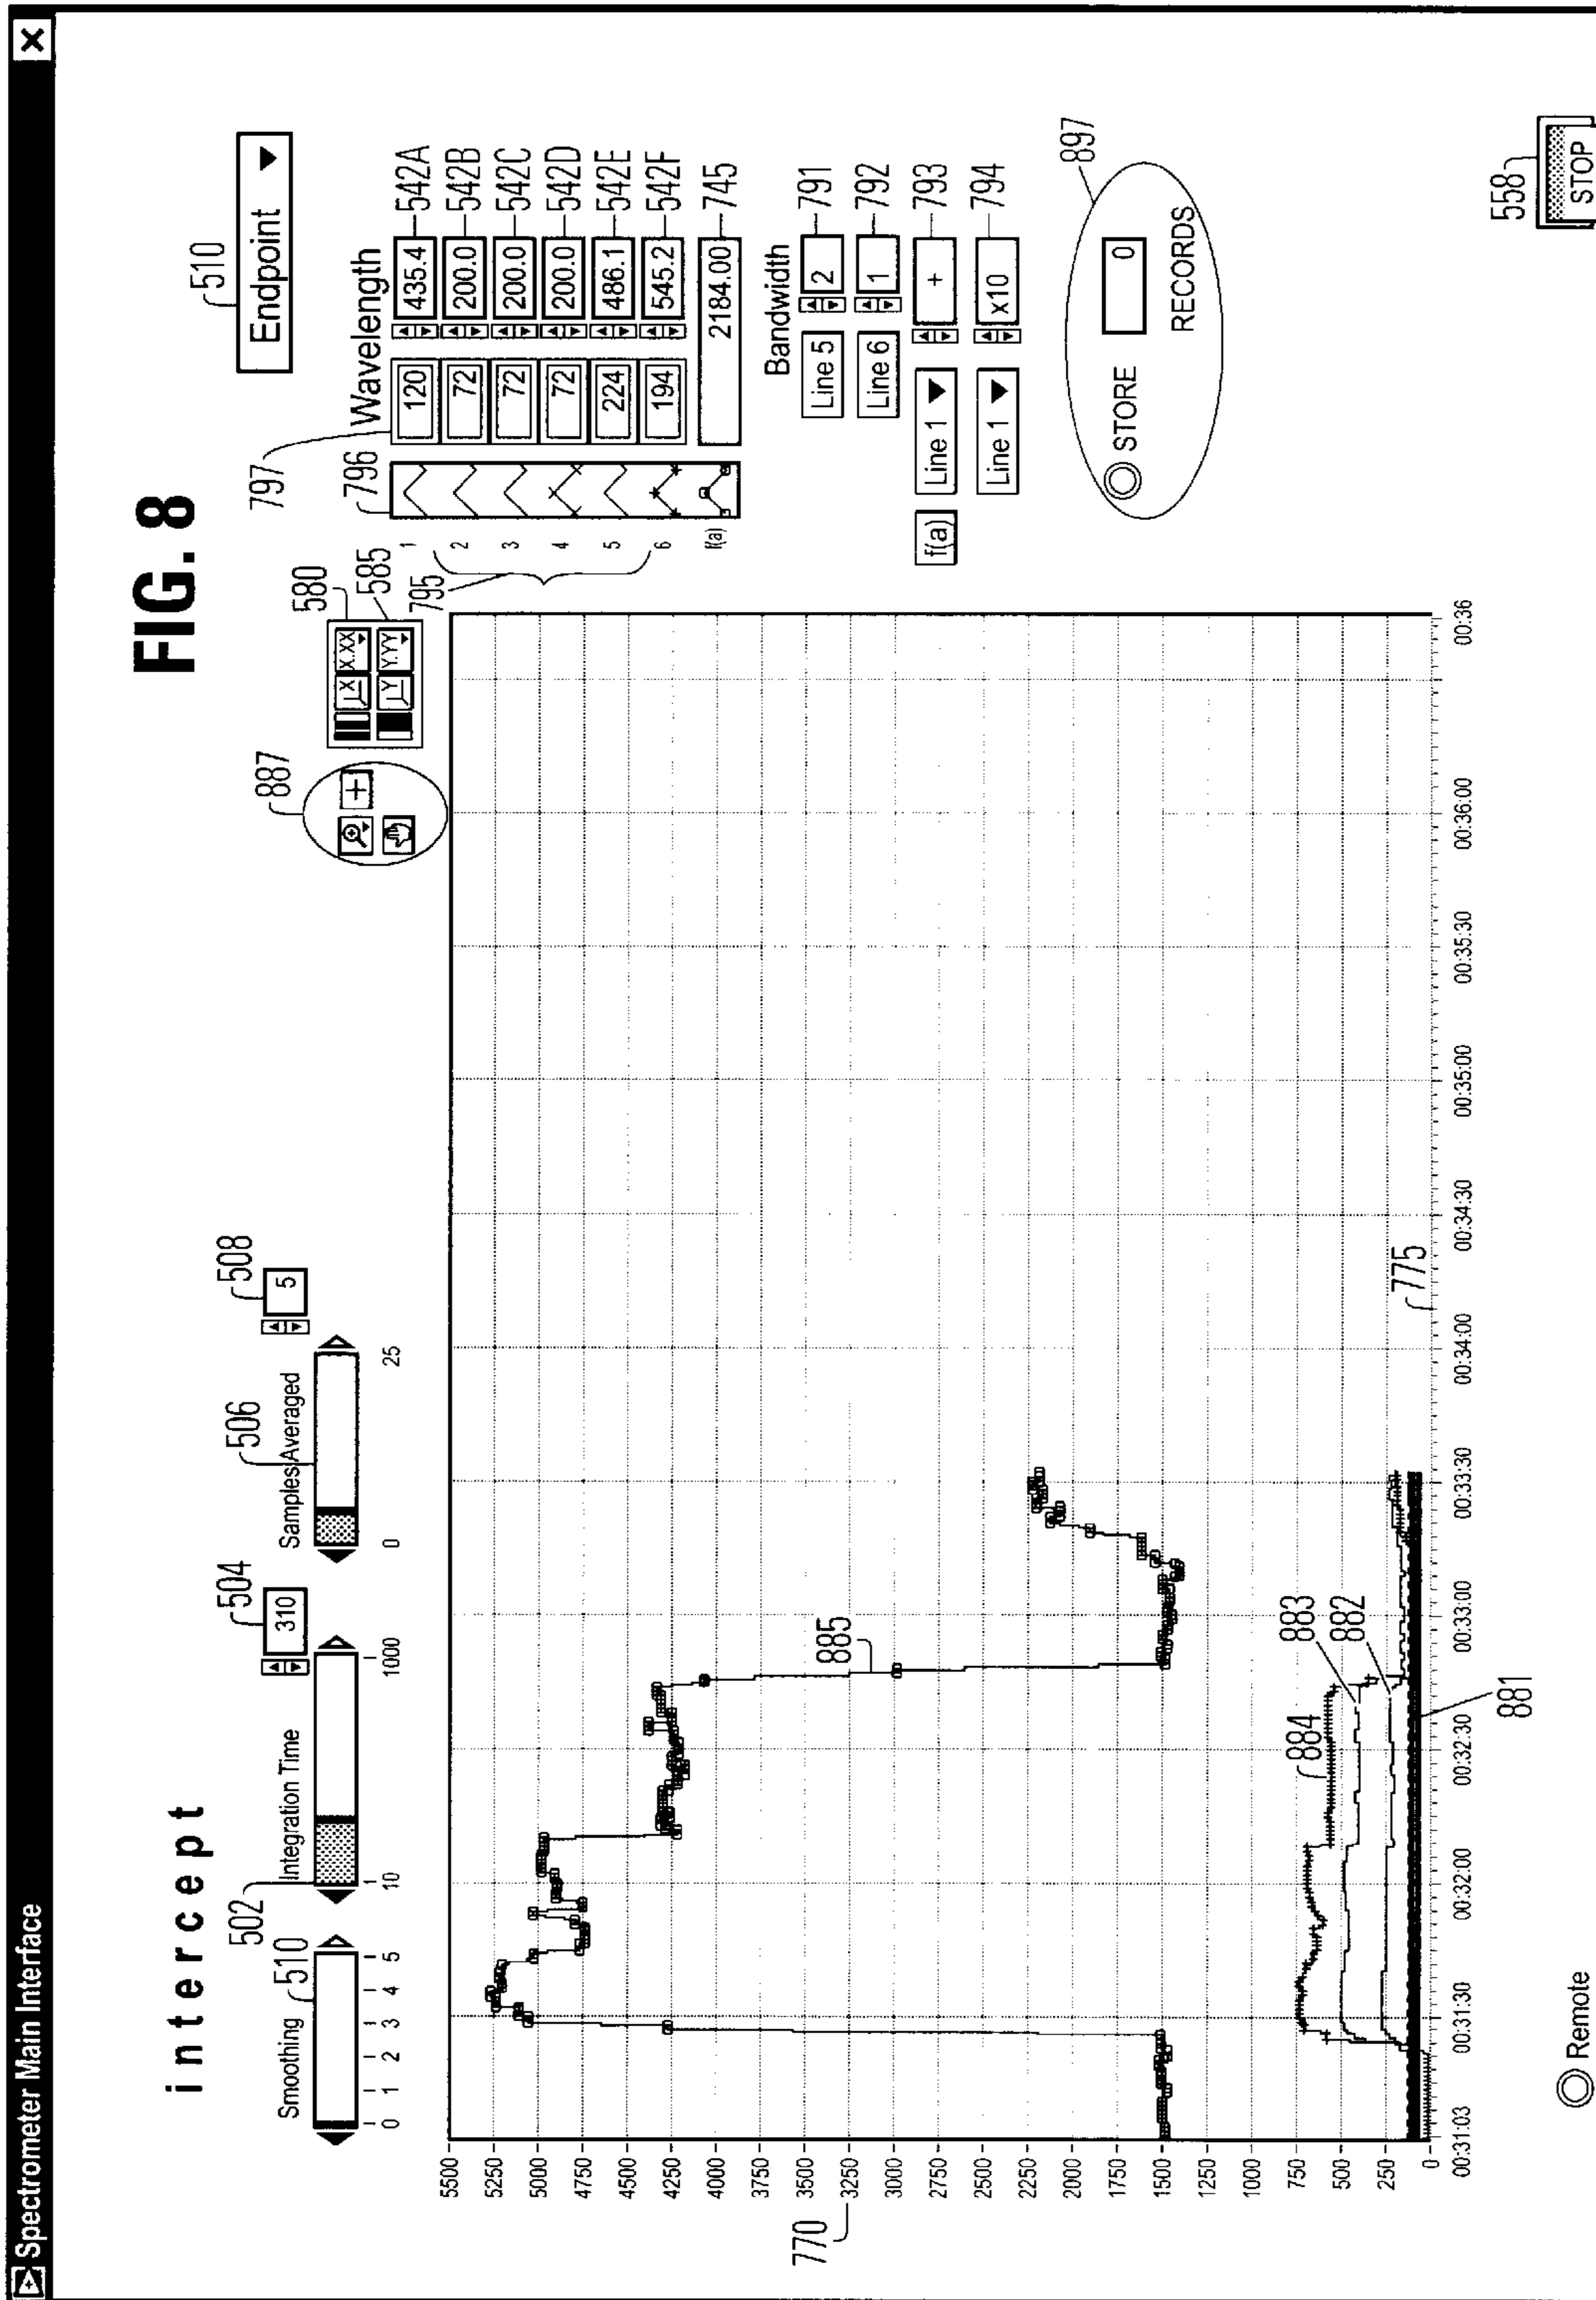 Spectrometer Main Interface
X
FIG. 8
intercept
Smoothing 510
0 1 2 3 4 5
502
Integration Time
10 1000
504
310
506
Samples Averaged
0 25
508
5
510
Endpoint
887
580
X X.XX
585
Y Y.YY
797
Wavelength
796
795
1 120 435.4 542A
2 72 200.0 542B
3 72 200.0 542C
4 72 200.0 542D
5 224 486.1 542E
6 194 545.2 542F
f(a) 2184.00 745
Bandwidth
Line 5 2 791
Line 6 1 792
f(a) Line 1 + 793
Line 1 x10 794
897
STORE
0
RECORDS
5500
5250
5000
4750
4500
4250
4000
3750
3500
3250
3000
2750
2500
2250
2000
1750
1500
1250
1000
750
500
250
0
770
885
884
883
882
881
775
00:31:03 00:31:30 00:32:00 00:32:30 00:33:00 00:33:30 00:34:00 00:34:30 00:35:00 00:35:30 00:36:00 00:36
Remote
558
STOP